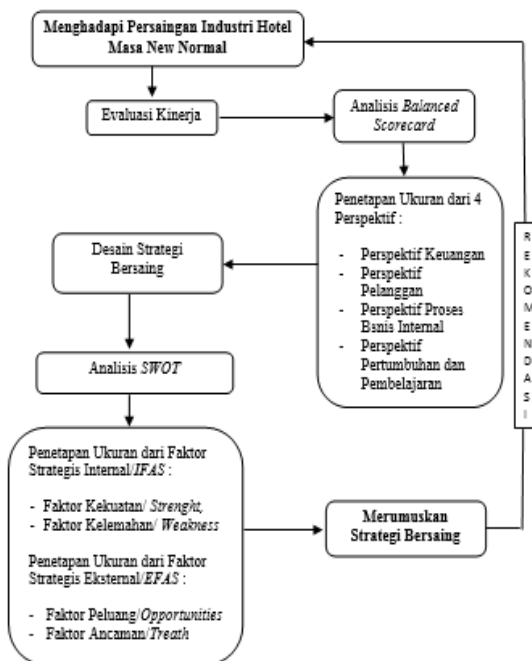 Menghadapi Persaingan Industri Hotel
Masa New Normal
Evaluasi Kinerja
Analisis Balanced
Scorecard
Penetapan Ukuran dari 4
Perspektif :
- Perspektif Keuangan
- Perspektif
Pelanggan
- Perspektif Proses
Bsnis Internal
- Perspektif
Pertumbuhan dan
Pembelajaran
Desain Strategi
Bersaing
Analisis SWOT
Penetapan Ukuran dari Faktor
Strategis Internal/IFAS :
- Faktor Kekuatan/ Strenght,
- Faktor Kelemahan/ Weakness
Penetapan Ukuran dari Faktor
Strategis Eksternal/EFAS :
- Faktor Peluang/Opportunities
- Faktor Ancaman/Treath
Merumuskan
Strategi Bersaing
R
E
K
O
M
E
N
D
A
S
I